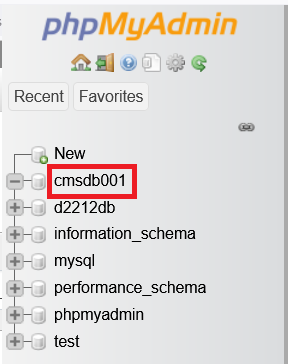 phpMyAdmin
Recent Favorites
New
cmsdb001
d2212db
information_schema
mysql
performance_schema
phpmyadmin
test